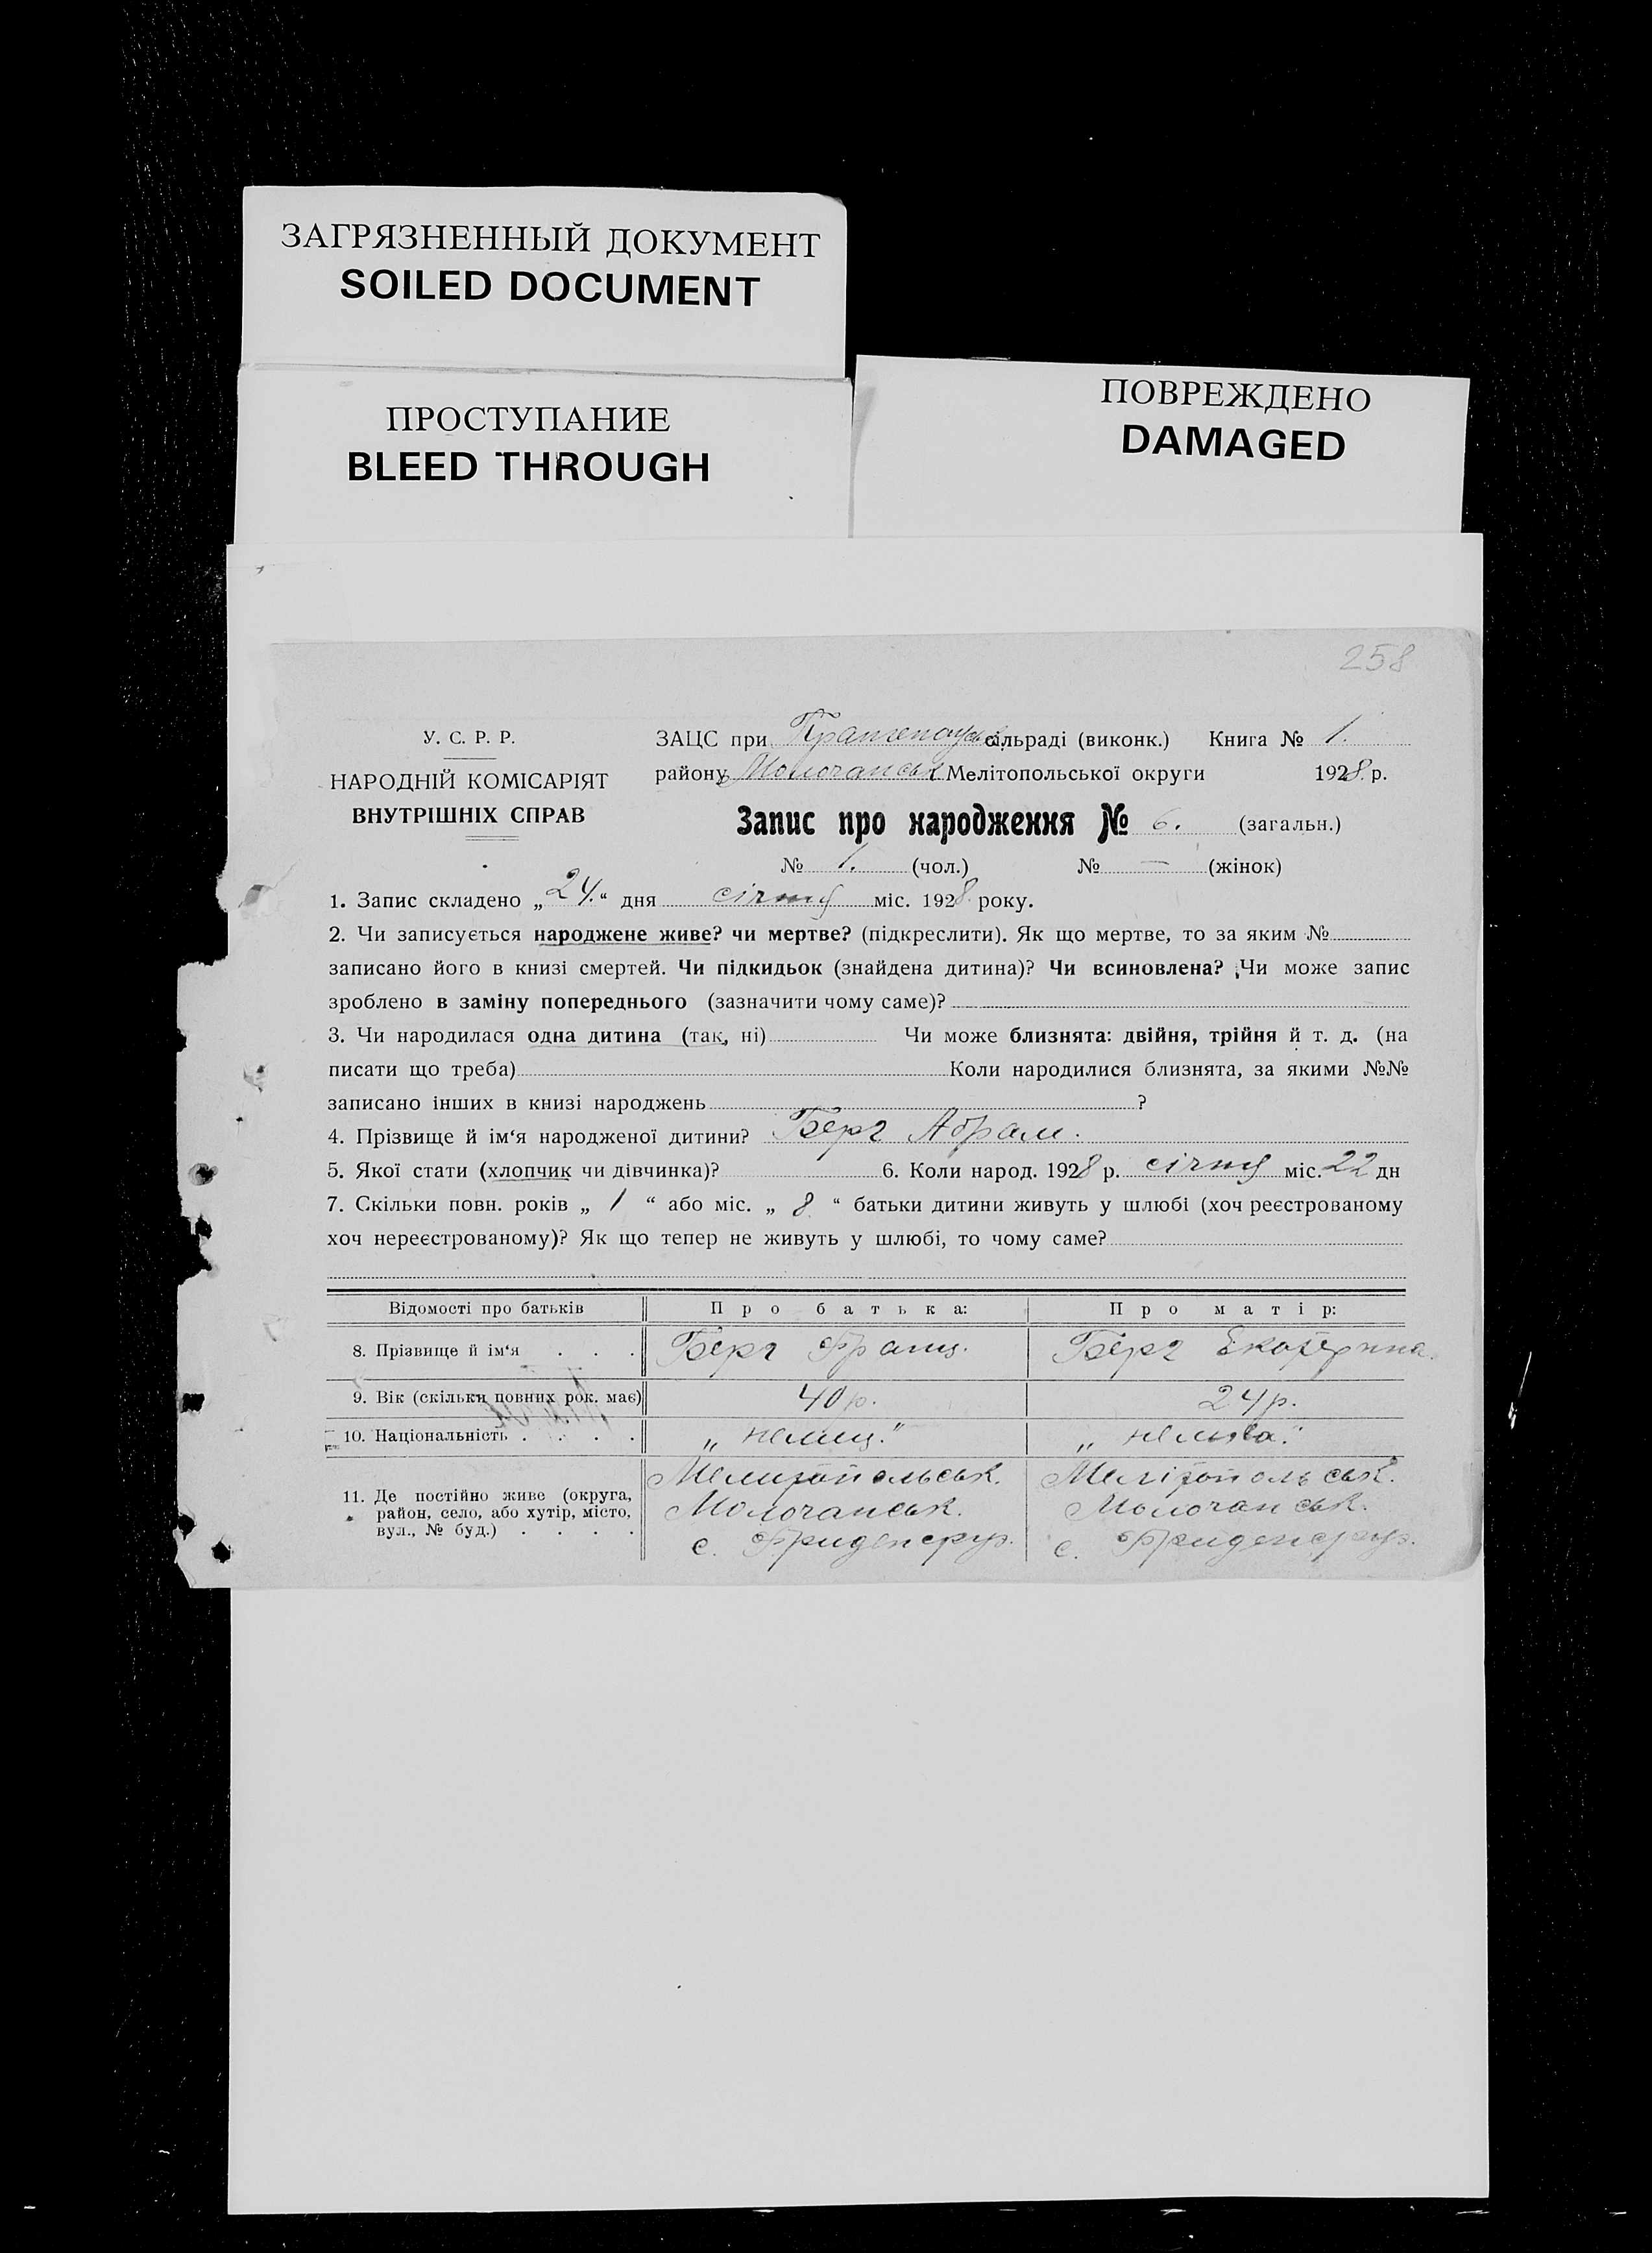 ЗАГРЯЗНЕННЫЙ ДОКУМЕНТ
SOILED DOCUMENT
ПРОСТУПАНИЕ
BLEED THROUGH
ПОВРЕЖДЕНО
DAMAGED
258
У. С. Р. Р.
НАРОДНІЙ КОМІСАРІЯТ
ВНУТРІШНІХ СПРАВ
ЗАЦС при сільраді (виконк.) Книга № 1.
району Молочанськ Мелітопольської округи 1928 р.
Запис про народження № 6. (загальн.)
№ 1. (чол.) № — (жінок)
1. Запис складено „24.“ дня січня міс. 1928 року.
2. Чи записується народжене живе? чи мертве? (підкреслити). Як що мертве, то за яким №
записано його в книзі смертей. Чи підкидьок (знайдена дитина)? Чи всиновлена? Чи може запис
зроблено в заміну попереднього (зазначити чому саме)?
3. Чи народилася одна дитина (так, ні) Чи може близнята: двійня, трійня й т. д. (на
писати що треба) Коли народилися близнята, за якими №№
записано інших в книзі народжень ?
4. Прізвище й ім‘я народженої дитини? Берг Абрам.
5. Якої стати (хлопчик чи дівчинка)? 6. Коли народ. 1928 р. січня міс. 22 дн
7. Скільки повн. років „ 1 “ або міс. „ 8 “ батьки дитини живуть у шлюбі (хоч реєстрованому
хоч нереєстрованому)? Як що тепер не живуть у шлюбі, то чому саме?
Відомості про батьків Про батька: Про матір:
8. Прізвище й ім‘я . . . Берг Франц. Берг Екатерина.
9. Вік (скільки повних рок. має) 40 р. 24 р.
10. Національність . . . . „ немец.“ „ немка.“
11. Де постійно живе (округа, район, село, або хутір, місто, вул., № буд.) . . . .
Мелитопольськ. Мелітопольськ.
Молочанськ. Молочанськ.
с. с.